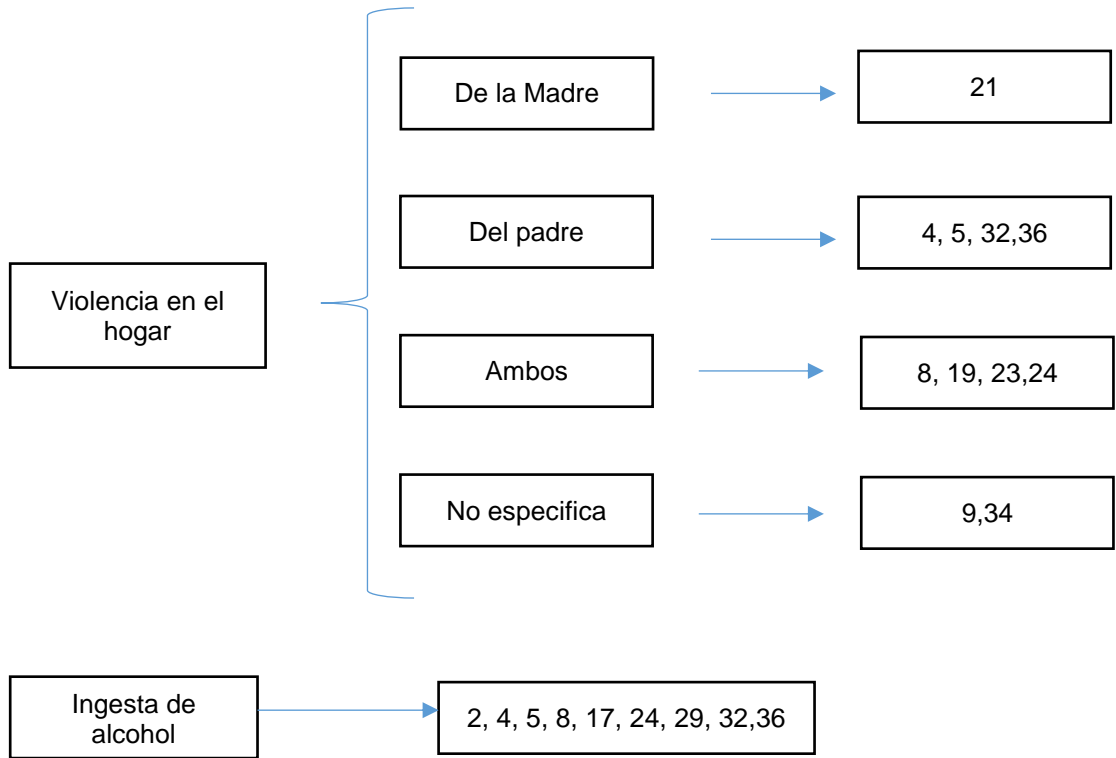 De la Madre
21
Del padre
4, 5, 32,36
Violencia en el
hogar
Ambos
8, 19, 23,24
No especifica
9,34
Ingesta de
alcohol
2, 4, 5, 8, 17, 24, 29, 32,36